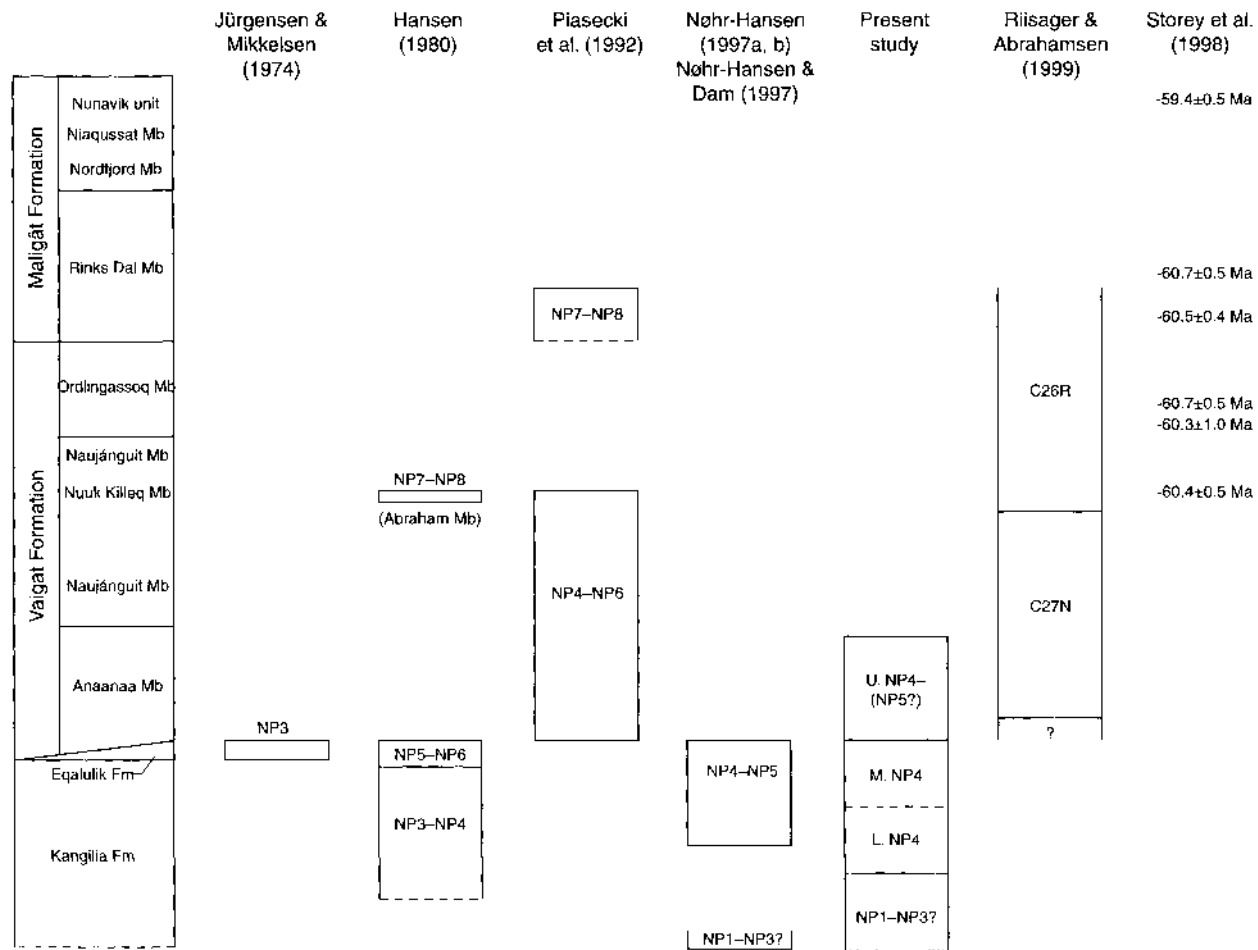 Jürgensen &
Mikkelsen
(1974)
Hansen
(1980)
Piasecki
et al. (1992)
Nøhr-Hansen
(1997a, b)
Nøhr-Hansen &
Dam (1997)
Present
study
Riisager &
Abrahamsen
(1999)
Storey et al.
(1998)
Maligât Formation
Nunavik unit
Niaqussat Mb
Nordfjord Mb
Rinks Dal Mb
Vaigat Formation
Ordlingassoq Mb
Naujánguit Mb
Nuuk Killeq Mb
Naujánguit Mb
Anaanaa Mb
Eqalulik Fm
Kangilia Fm
NP3
NP7–NP8
(Abraham Mb)
NP5–NP6
NP3–NP4
NP7–NP8
NP4–NP6
NP4–NP5
NP1–NP3?
U. NP4–
(NP5?)
M. NP4
L. NP4
NP1–NP3?
C26R
C27N
?
-59.4±0.5 Ma
-60.7±0.5 Ma
-60.5±0.4 Ma
-60.7±0.5 Ma
-60.3±1.0 Ma
-60.4±0.5 Ma